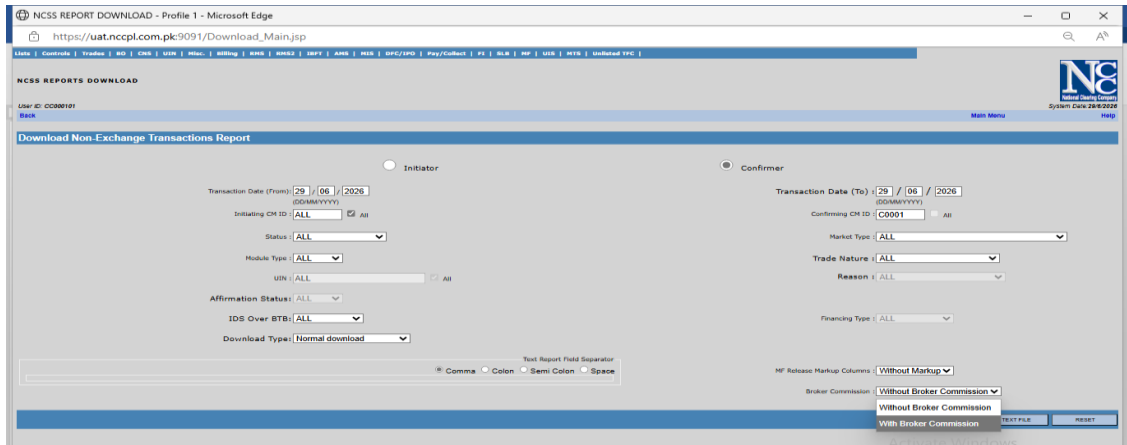 NCSS REPORT DOWNLOAD - Profile 1 - Microsoft Edge
https://uat.nccpl.com.pk:9091/Download_Main.jsp
Lists | Controls | Trades | BO | CNS | UIN | Misc. | Billing | RMS | RMS2 | ISFT | AMS | MIS | DFC/IPO | Pay/Collect | FI | SLB | MF | UIS | MTS | Unlisted TFC |
NCSS REPORTS DOWNLOAD
NCC
National Clearing Company
User ID: CC000101 System Date:29/6/2026
Back Main Menu Help
Download Non-Exchange Transactions Report
Initiator Confirmer
Transaction Date (From): 29 / 06 / 2026 Transaction Date (To) : 29 / 06 / 2026
(DD/MM/YYYY) (DD/MM/YYYY)
Initiating CM ID : ALL All Confirming CM ID : C0001 All
Status : ALL Market Type : ALL
Module Type : ALL Trade Nature : ALL
UIN : ALL All Reason : ALL
Affirmation Status: ALL
IDS Over BTB: ALL Financing Type : ALL
Download Type: Normal download
Text Report Field Separator
Comma Colon Semi Colon Space MF Release Markup Columns : Without Markup
Broker Commission : Without Broker Commission
Without Broker Commission
With Broker Commission TEXT FILE RESET
Activate Windows